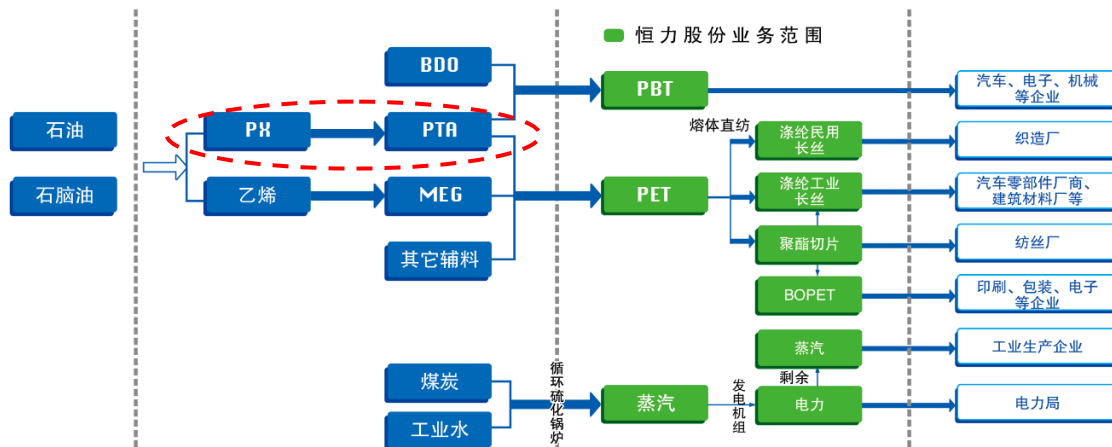 恒力股份业务范围
石油
石脑油
PX
乙烯
BDO
PTA
MEG
其它辅料
煤炭
工业水
循环硫化锅炉
PBT
PET
蒸汽
熔体直纺
发电机组
涤纶民用
长丝
涤纶工业
长丝
聚酯切片
BOPET
蒸汽
剩余
电力
汽车、电子、机械
等企业
织造厂
汽车零部件厂商、
建筑材料厂等
纺丝厂
印刷、包装、电子
等企业
工业生产企业
电力局